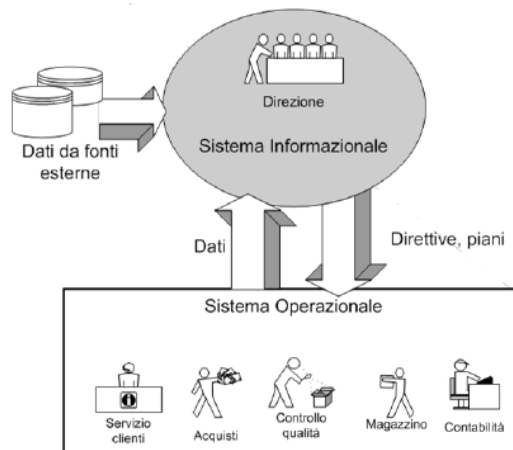 Direzione
Sistema Informazionale
Dati da fonti
esterne
Dati
Direttive, piani
Sistema Operazionale
Servizio
clienti
Acquisti
Controllo
qualità
Magazzino
Contabilità